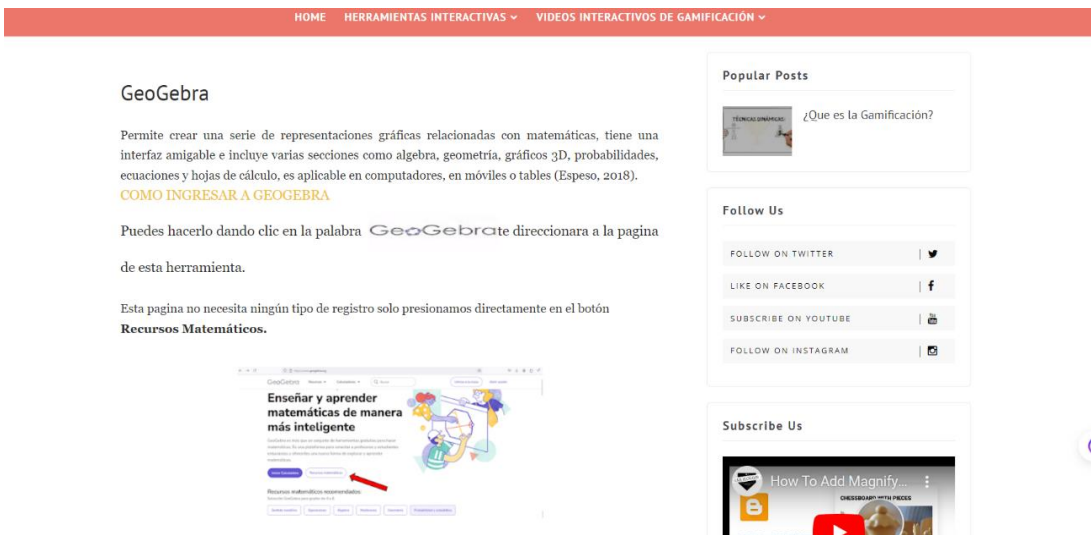 HOME HERRAMIENTAS INTERACTIVAS VIDEOS INTERACTIVOS DE GAMIFICACIÓN
GeoGebra
Permite crear una serie de representaciones gráficas relacionadas con matemáticas, tiene una
interfaz amigable e incluye varias secciones como algebra, geometría, gráficos 3D, probabilidades,
ecuaciones y hojas de cálculo, es aplicable en computadores, en móviles o tables (Espeso, 2018).
COMO INGRESAR A GEOGEBRA
Puedes hacerlo dando clic en la palabra GeoGebra te direccionara a la pagina
de esta herramienta.
Esta pagina no necesita ningún tipo de registro solo presionamos directamente en el botón
Recursos Matemáticos.
GeoGebra
Enseñar y aprender
matemáticas de manera
más inteligente
Recursos matemáticos recomendados
Popular Posts
TÉCNICAS DINÁMICAS
¿Que es la Gamificación?
Follow Us
FOLLOW ON TWITTER
LIKE ON FACEBOOK
SUBSCRIBE ON YOUTUBE
FOLLOW ON INSTAGRAM
Subscribe Us
How To Add Magnify...
CHESSBOARD WITH PIECES